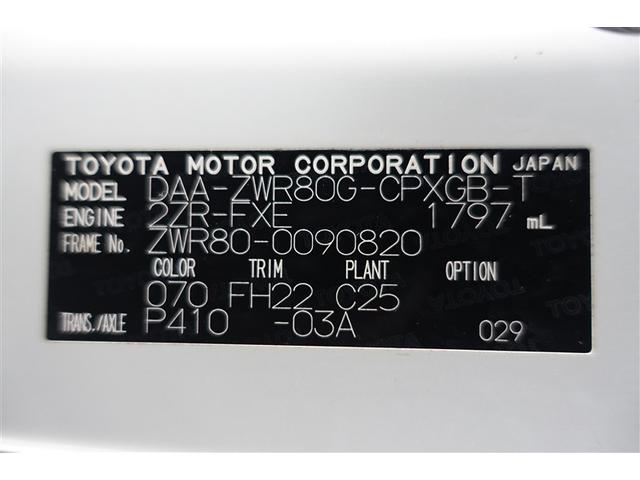 TOYOTA MOTOR CORPORATION JAPAN
MODEL DAA-ZWR80G-CPXGB-T
ENGINE 2ZR-FXE 1797 mL
FRAME No. ZWR80-0090820
COLOR TRIM PLANT OPTION
070 FH22 C25
TRANS./AXLE P410 -03A 029